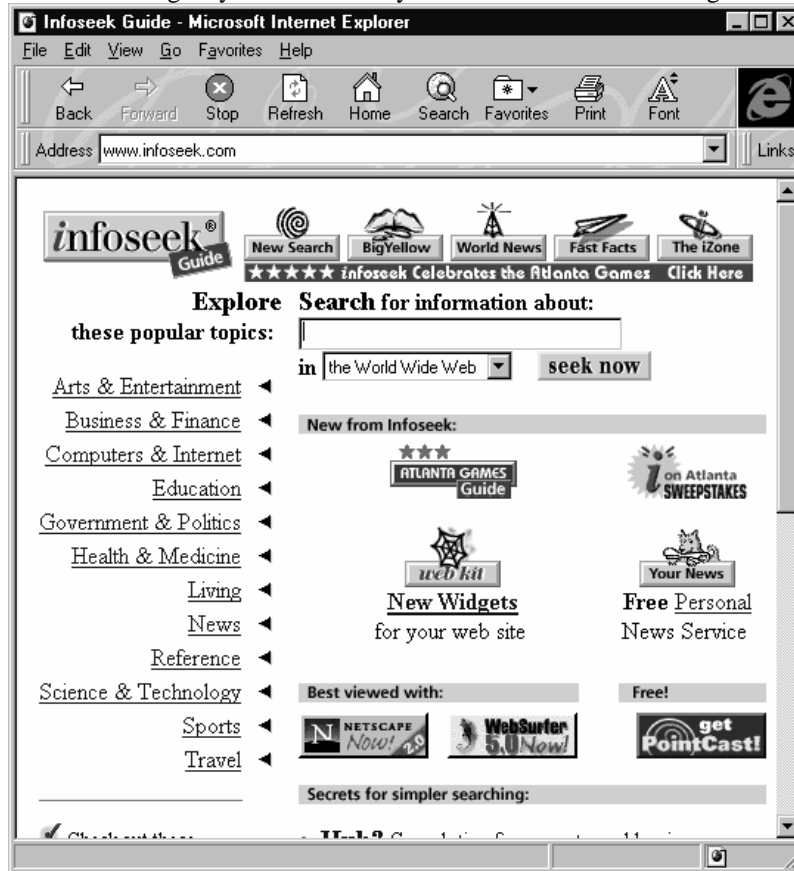 Infoseek Guide - Microsoft Internet Explorer
File Edit View Go Favorites Help
Back Forward Stop Refresh Home Search Favorites Print Font
Address www.infoseek.com Links
infoseek® Guide
New Search BigYellow World News Fast Facts The iZone
★★★★★ infoseek Celebrates the Atlanta Games Click Here
Explore
these popular topics:
Search for information about:
in the World Wide Web seek now
Arts & Entertainment
Business & Finance
Computers & Internet
Education
Government & Politics
Health & Medicine
Living
News
Reference
Science & Technology
Sports
Travel
New from Infoseek:
ATLANTA GAMES
Guide
i on Atlanta
SWEEPSTAKES
web kit
New Widgets
for your web site
Your News
Free Personal
News Service
Best viewed with:
N NETSCAPE
Now! 2.0
WebSurfer
5.0 Now!
Free!
get
PointCast!
Secrets for simpler searching: